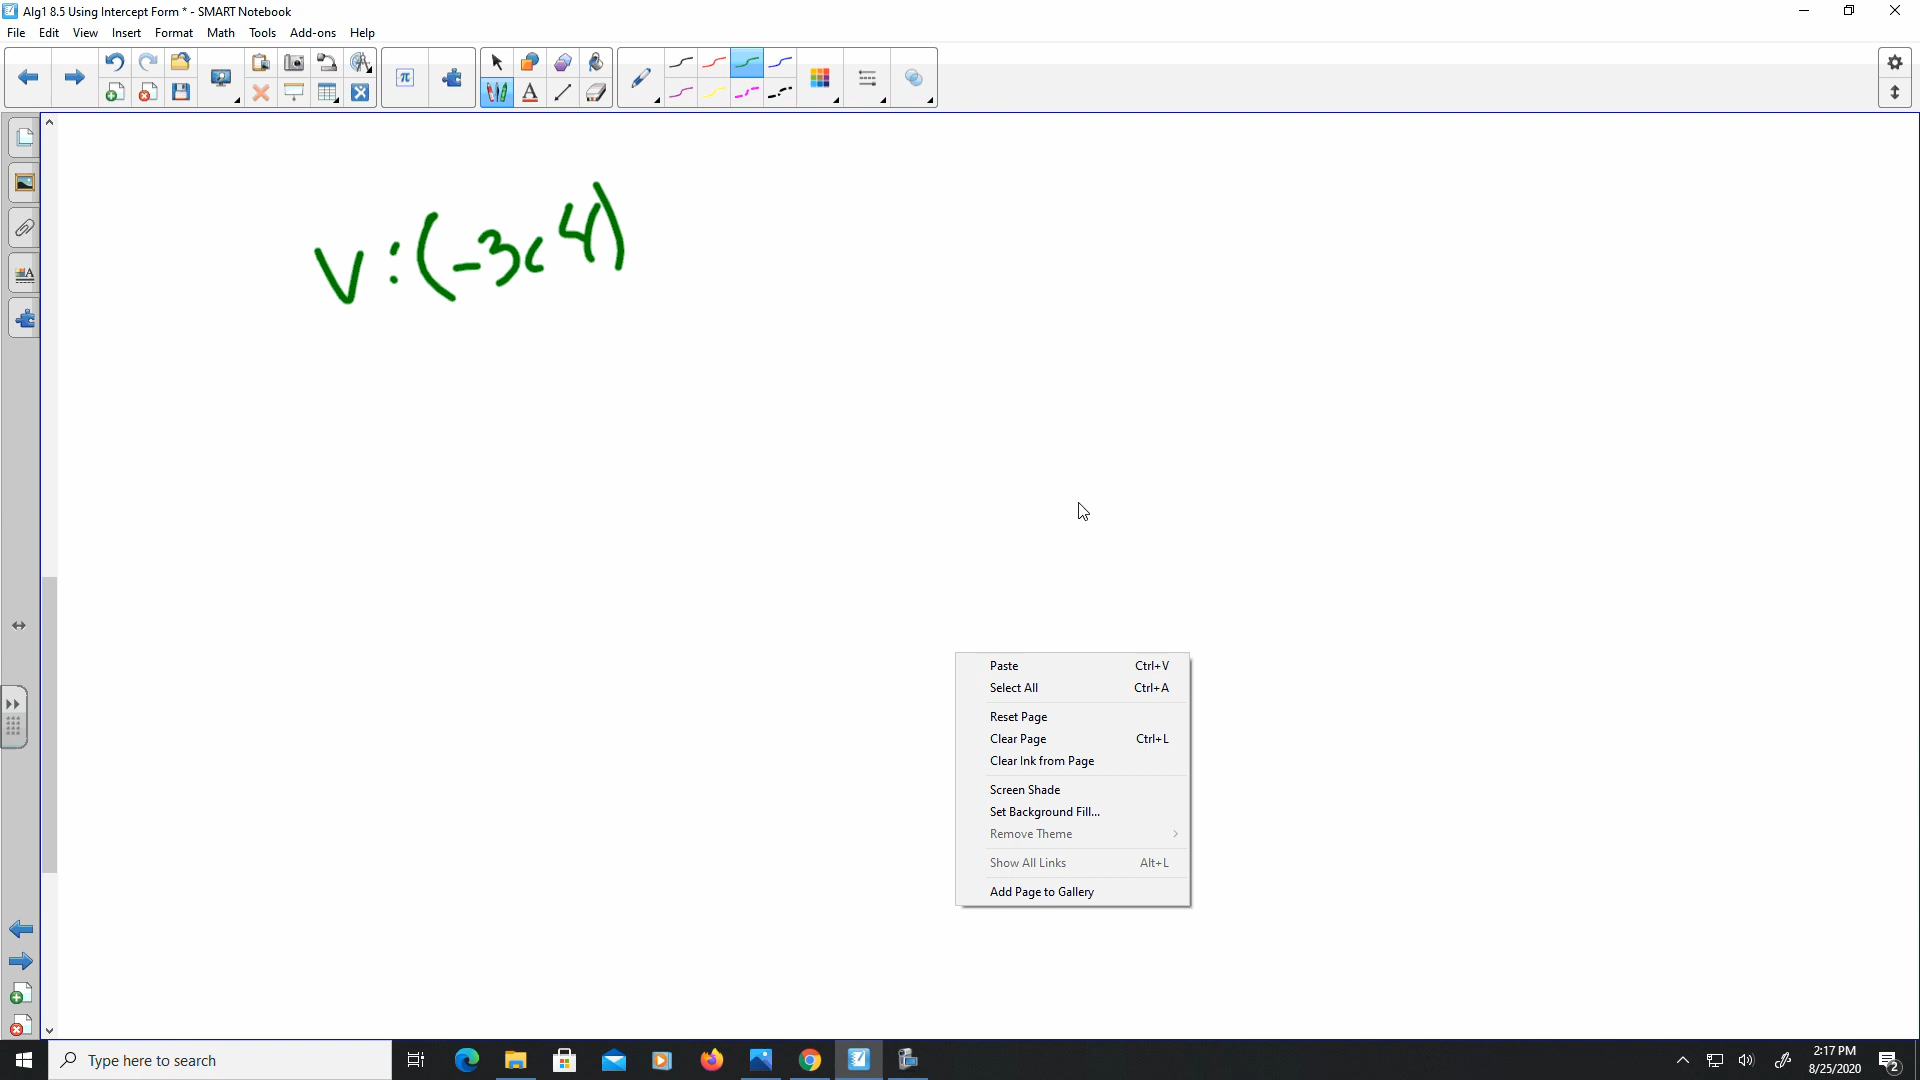 Alg1 8.5 Using Intercept Form * - SMART Notebook
File Edit View Insert Format Math Tools Add-ons Help
V:(-3,4)
Paste Ctrl+V
Select All Ctrl+A
Reset Page
Clear Page Ctrl+L
Clear Ink from Page
Screen Shade
Set Background Fill...
Remove Theme
Show All Links Alt+L
Add Page to Gallery
Type here to search
2:17 PM
8/25/2020
2